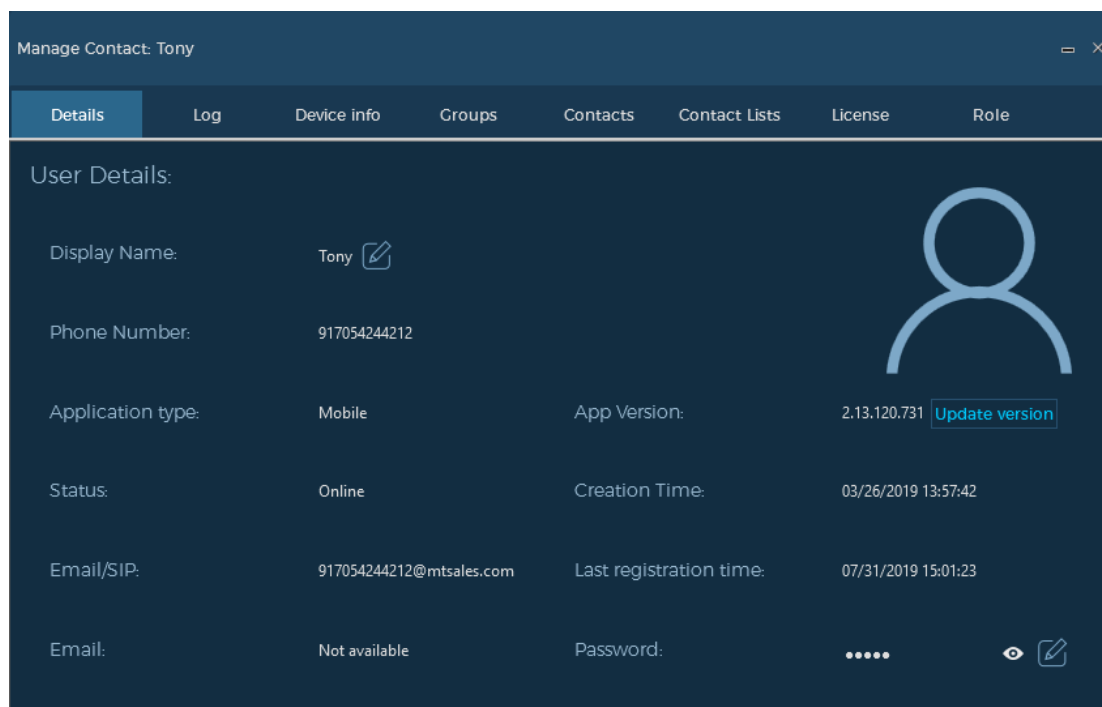 Manage Contact: Tony
Details Log Device info Groups Contacts Contact Lists License Role
User Details:
Display Name: Tony
Phone Number: 917054244212
Application type: Mobile App Version: 2.13.120.731 Update version
Status: Online Creation Time: 03/26/2019 13:57:42
Email/SIP: 917054244212@mtsales.com Last registration time: 07/31/2019 15:01:23
Email: Not available Password: •••••